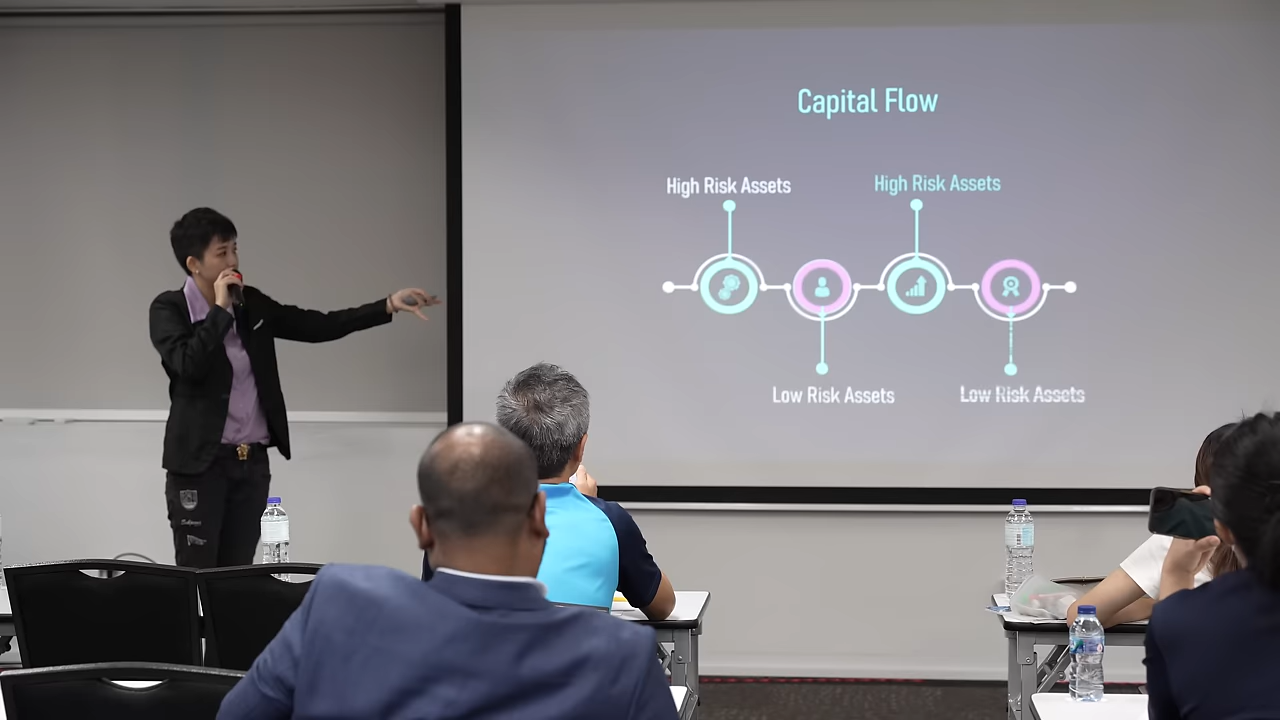 Capital Flow
High Risk Assets
High Risk Assets
Low Risk Assets
Low Risk Assets